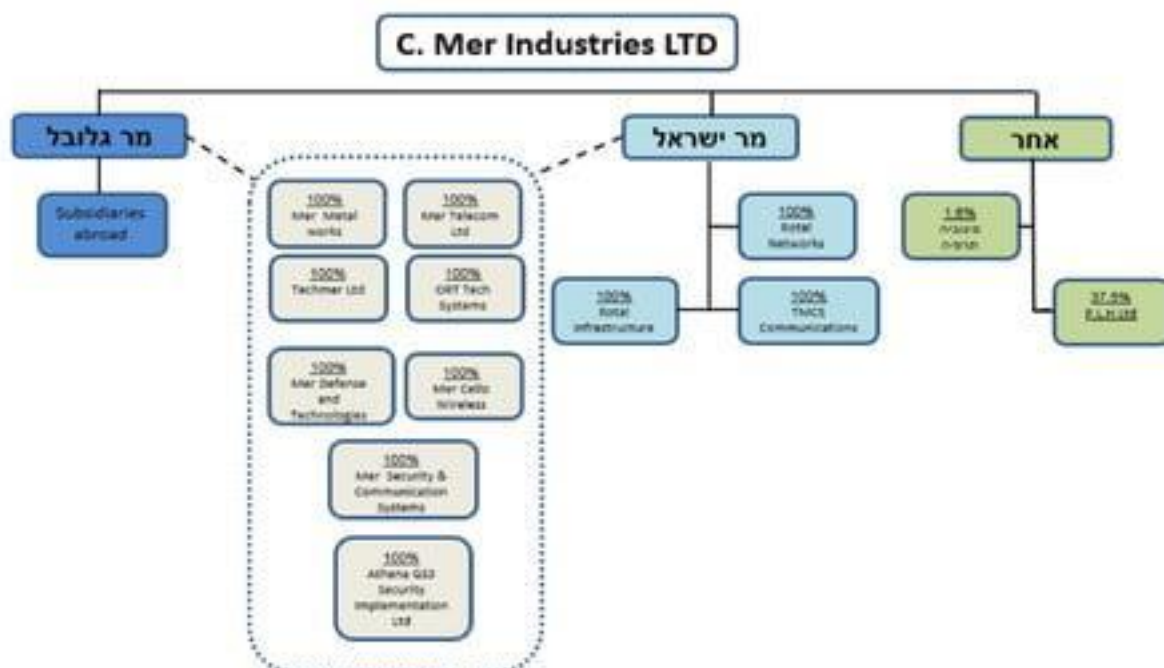 C. Mer Industries LTD
מר גלובל
מר ישראל
אחר
Subsidiaries
abroad
100%
Mer Metal
works
100%
Mer Telecom
Ltd
100%
Techmer Ltd
100%
ORT Tech
Systems
100%
Mer Defense
and
Technologies
100%
Mer Cello
Wireless
100%
Mer Security &
Communication
Systems
100%
Athena GS3
Security
Implementation
Ltd
100%
Rotal
Networks
100%
Rotal
Infrastructure
100%
TMCS
Communications
1.6%
37.5%